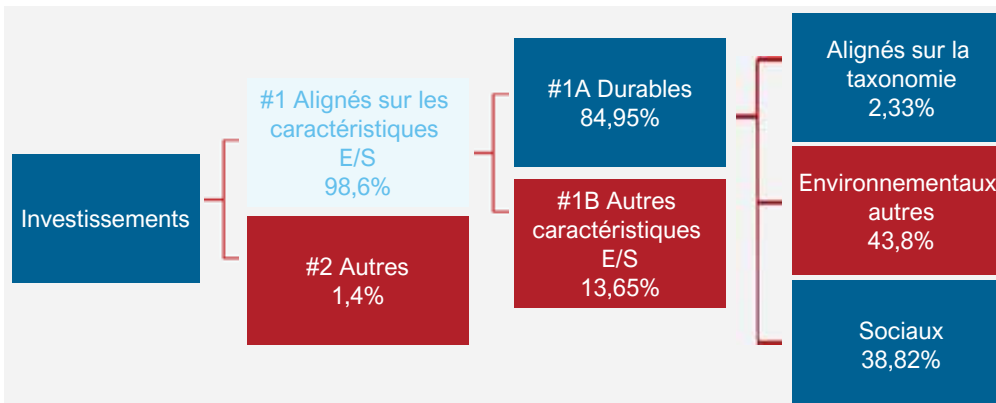 Investissements
#1 Alignés sur les
caractéristiques
E/S
98,6%
#2 Autres
1,4%
#1A Durables
84,95%
#1B Autres
caractéristiques
E/S
13,65%
Alignés sur la
taxonomie
2,33%
Environnementaux
autres
43,8%
Sociaux
38,82%